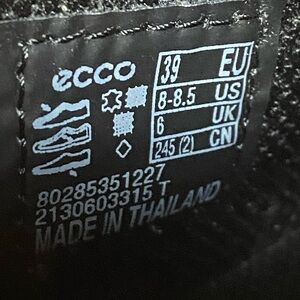 ecco
39 EU
8-8.5 US
6 UK
245 (2) CN
80285351227
2130603315 T
MADE IN THAILAND